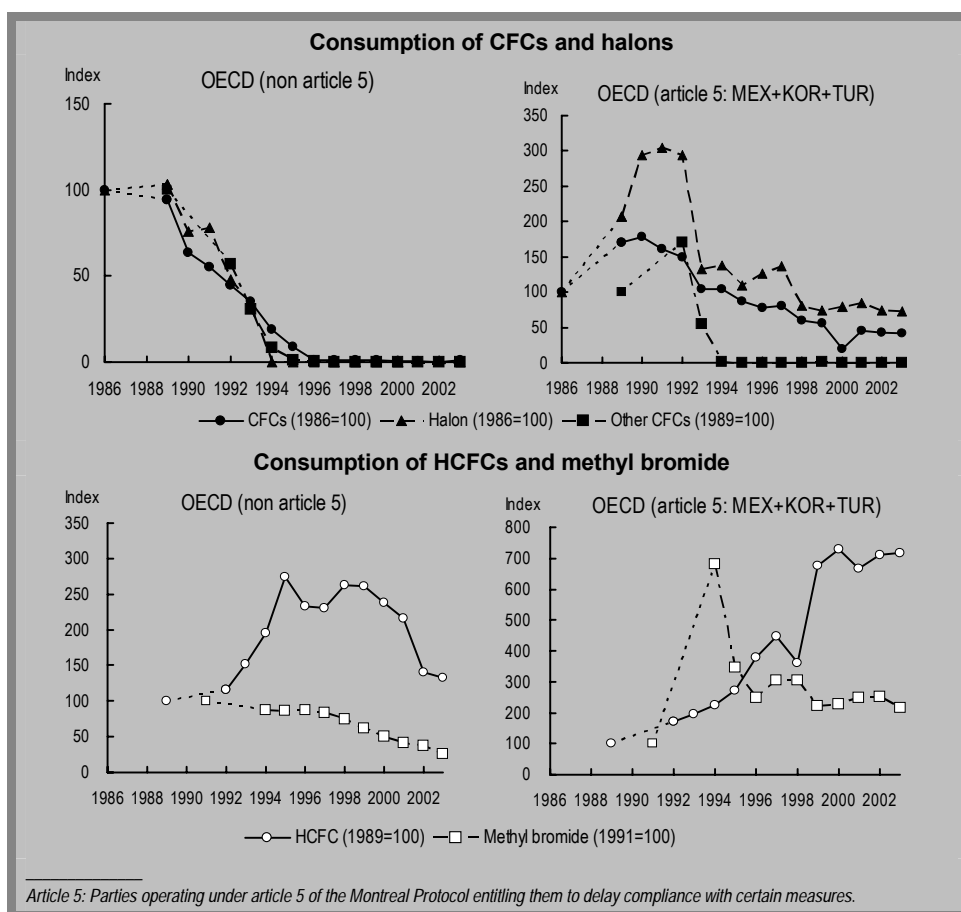 Consumption of CFCs and halons
Index
OECD (non article 5)
150
100
50
0
1986 1988 1990 1992 1994 1996 1998 2000 2002
Index
OECD (article 5: MEX+KOR+TUR)
350
300
250
200
150
100
50
0
1986 1988 1990 1992 1994 1996 1998 2000 2002
CFCs (1986=100) Halon (1986=100) Other CFCs (1989=100)
Consumption of HCFCs and methyl bromide
Index
OECD (non article 5)
350
300
250
200
150
100
50
0
1986 1988 1990 1992 1994 1996 1998 2000 2002
Index
OECD (article 5: MEX+KOR+TUR)
800
700
600
500
400
300
200
100
0
1986 1988 1990 1992 1994 1996 1998 2000 2002
HCFC (1989=100) Methyl bromide (1991=100)
Article 5: Parties operating under article 5 of the Montreal Protocol entitling them to delay compliance with certain measures.